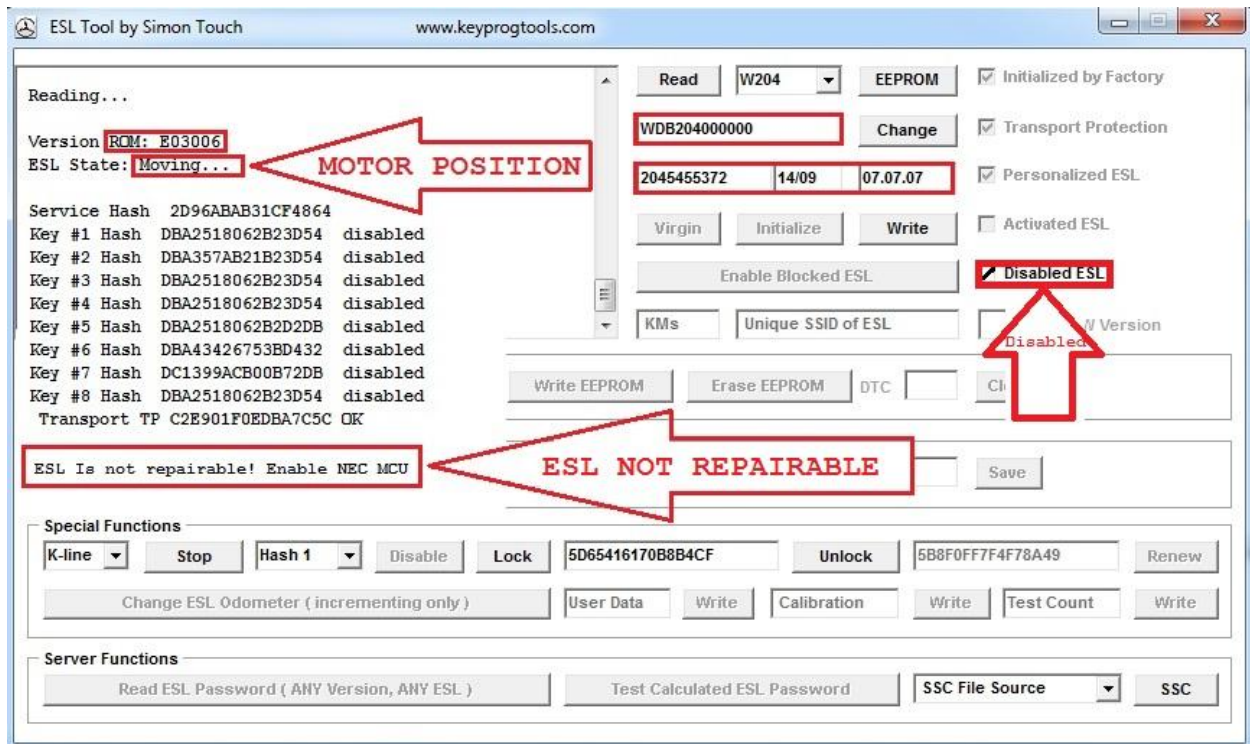 ESL Tool by Simon Touch www.keyprogtools.com
Reading...
Version ROM: E03006
ESL State: Moving...
MOTOR POSITION
Service Hash 2D96ABAB31CF4864
Key #1 Hash DBA2518062B23D54 disabled
Key #2 Hash DBA357AB21B23D54 disabled
Key #3 Hash DBA2518062B23D54 disabled
Key #4 Hash DBA2518062B23D54 disabled
Key #5 Hash DBA2518062B2D2DB disabled
Key #6 Hash DBA43426753BD432 disabled
Key #7 Hash DC1399ACB00B72DB disabled
Key #8 Hash DBA2518062B23D54 disabled
Transport TP C2E901F0EDBA7C5C OK
ESL Is not repairable! Enable NEC MCU
ESL NOT REPAIRABLE
Read W204 EEPROM Initialized by Factory
WDB204000000 Change Transport Protection
2045455372 14/09 07.07.07 Personalized ESL
Virgin Initialize Write Activated ESL
Enable Blocked ESL Disabled ESL
KMs Unique SSID of ESL Version
Disabled
Write EEPROM Erase EEPROM DTC
Save
Special Functions
K-line Stop Hash 1 Disable Lock 5D65416170B8B4CF Unlock 5B8F0FF7F4F78A49 Renew
Change ESL Odometer ( incrementing only ) User Data Write Calibration Write Test Count Write
Server Functions
Read ESL Password ( ANY Version, ANY ESL ) Test Calculated ESL Password SSC File Source SSC